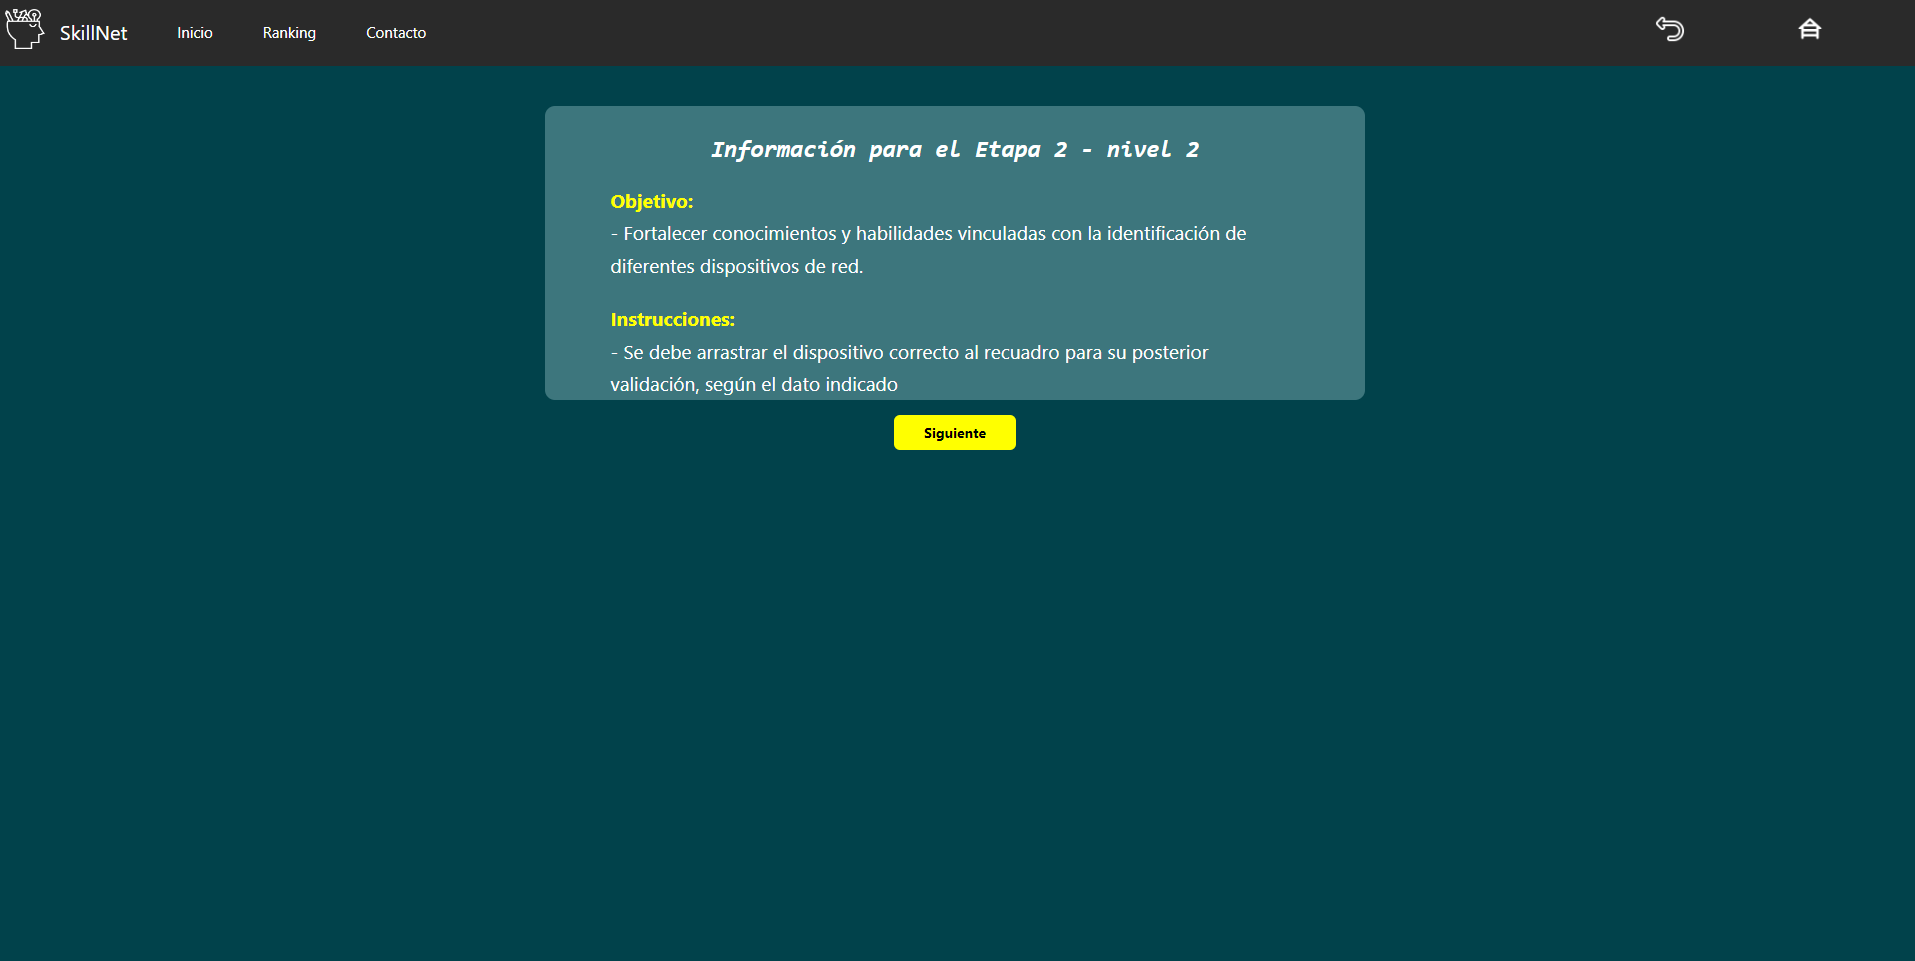 SkillNet Inicio Ranking Contacto
Información para el Etapa 2 - nivel 2
Objetivo:
- Fortalecer conocimientos y habilidades vinculadas con la identificación de
diferentes dispositivos de red.
Instrucciones:
- Se debe arrastrar el dispositivo correcto al recuadro para su posterior
validación, según el dato indicado
Siguiente